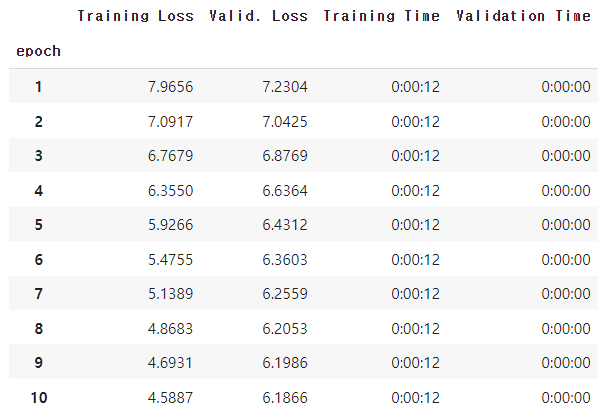 Training Loss Valid. Loss Training Time Validation Time
epoch
1 7.9656 7.2304 0:00:12 0:00:00
2 7.0917 7.0425 0:00:12 0:00:00
3 6.7679 6.8769 0:00:12 0:00:00
4 6.3550 6.6364 0:00:12 0:00:00
5 5.9266 6.4312 0:00:12 0:00:00
6 5.4755 6.3603 0:00:12 0:00:00
7 5.1389 6.2559 0:00:12 0:00:00
8 4.8683 6.2053 0:00:12 0:00:00
9 4.6931 6.1986 0:00:12 0:00:00
10 4.5887 6.1866 0:00:12 0:00:00